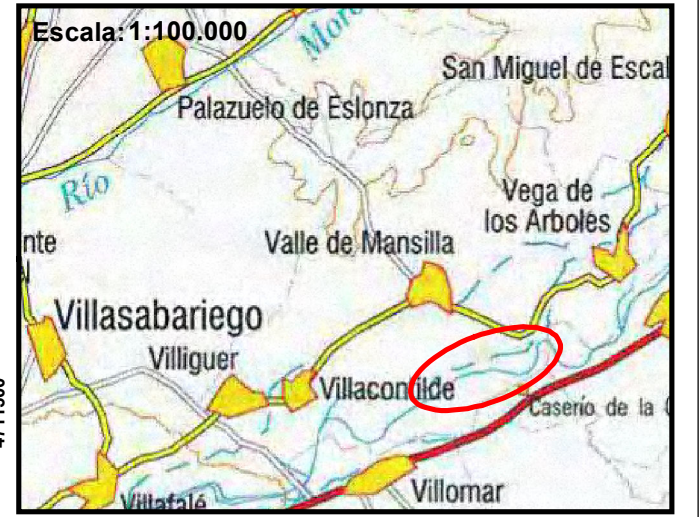 Escala: 1:100.000
San Miguel de Escal
Palazuelo de Eslonza
Río
Vega de
los Arboles
nte
Valle de Mansilla
Villasabariego
Villiguer
Villacontilde
Caserío de la
Villomar
Villafalé